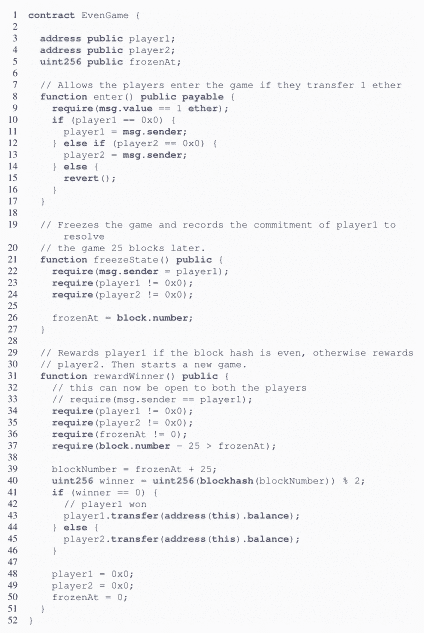 1 contract EvenGame {
2
3 address public player1;
4 address public player2;
5 uint256 public frozenAt;
6
7 // Allows the players enter the game if they transfer 1 ether
8 function enter() public payable {
9 require(msg.value == 1 ether);
10 if (player1 == 0x0) {
11 player1 = msg.sender;
12 } else if (player2 == 0x0) {
13 player2 = msg.sender;
14 } else {
15 revert();
16 }
17 }
18
19 // Freezes the game and records the commitment of player1 to
resolve
20 // the game 25 blocks later.
21 function freezeState() public {
22 require(msg.sender = player1);
23 require(player1 != 0x0);
24 require(player2 != 0x0);
25
26 frozenAt = block.number;
27 }
28
29 // Rewards player1 if the block hash is even, otherwise rewards
30 // player2. Then starts a new game.
31 function rewardWinner() public {
32 // this can now be open to both the players
33 // require(msg.sender == player1);
34 require(player1 != 0x0);
35 require(player2 != 0x0);
36 require(frozenAt != 0);
37 require(block.number - 25 > frozenAt);
38
39 blockNumber = frozenAt + 25;
40 uint256 winner = uint256(blockhash(blockNumber)) % 2;
41 if (winner == 0) {
42 // player1 won
43 player1.transfer(address(this).balance);
44 } else {
45 player2.transfer(address(this).balance);
46 }
47
48 player1 = 0x0;
49 player2 = 0x0;
50 frozenAt = 0;
51 }
52 }